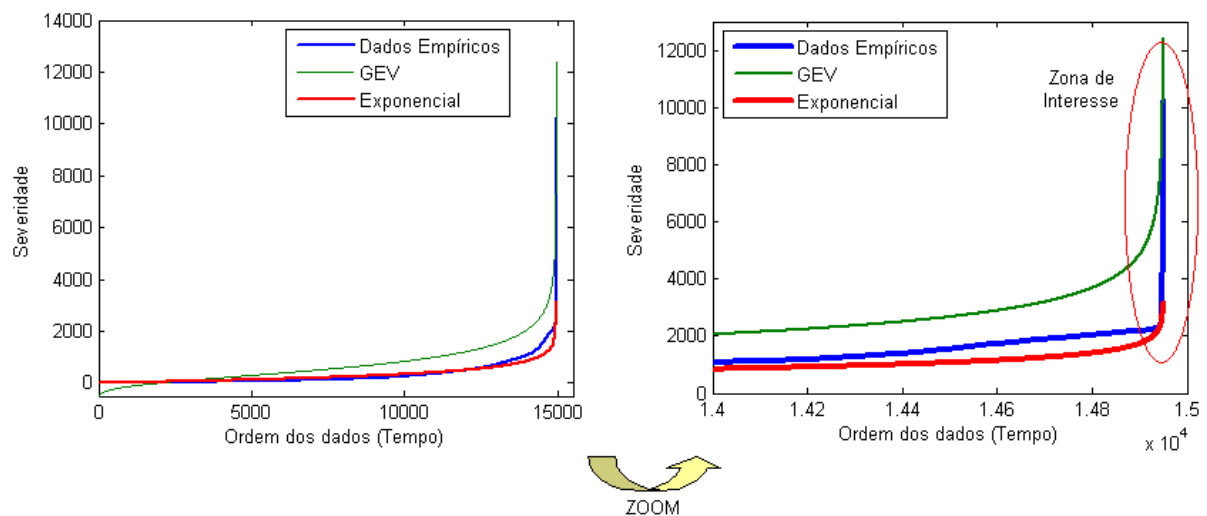 14000
12000
10000
8000
6000
4000
2000
0
Severidade
Dados Empíricos
GEV
Exponencial
0
5000
10000
15000
Ordem dos dados (Tempo)
12000
10000
8000
6000
4000
2000
0
Severidade
Dados Empíricos
GEV
Exponencial
Zona de
Interesse
1.4
1.42
1.44
1.46
1.48
1.5
Ordem dos dados (Tempo)
x 10^4
ZOOM